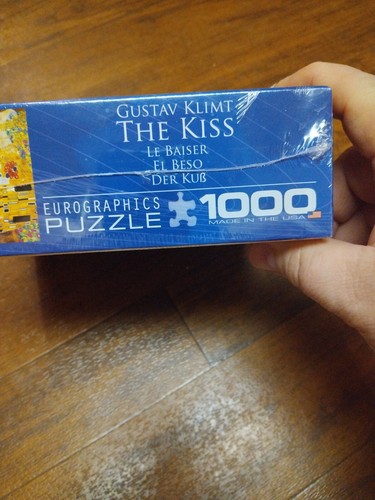 GUSTAV KLIMT
THE KISS
LE BAISER
EL BESO
DER KUß
EUROGRAPHICS
PUZZLE
1000
MADE IN THE USA